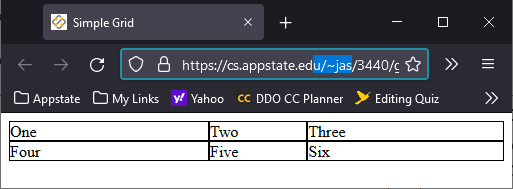 Simple Grid
https://cs.appstate.edu/~jas/3440/g
Appstate My Links Yahoo DDO CC Planner Editing Quiz
One Two Three
Four Five Six